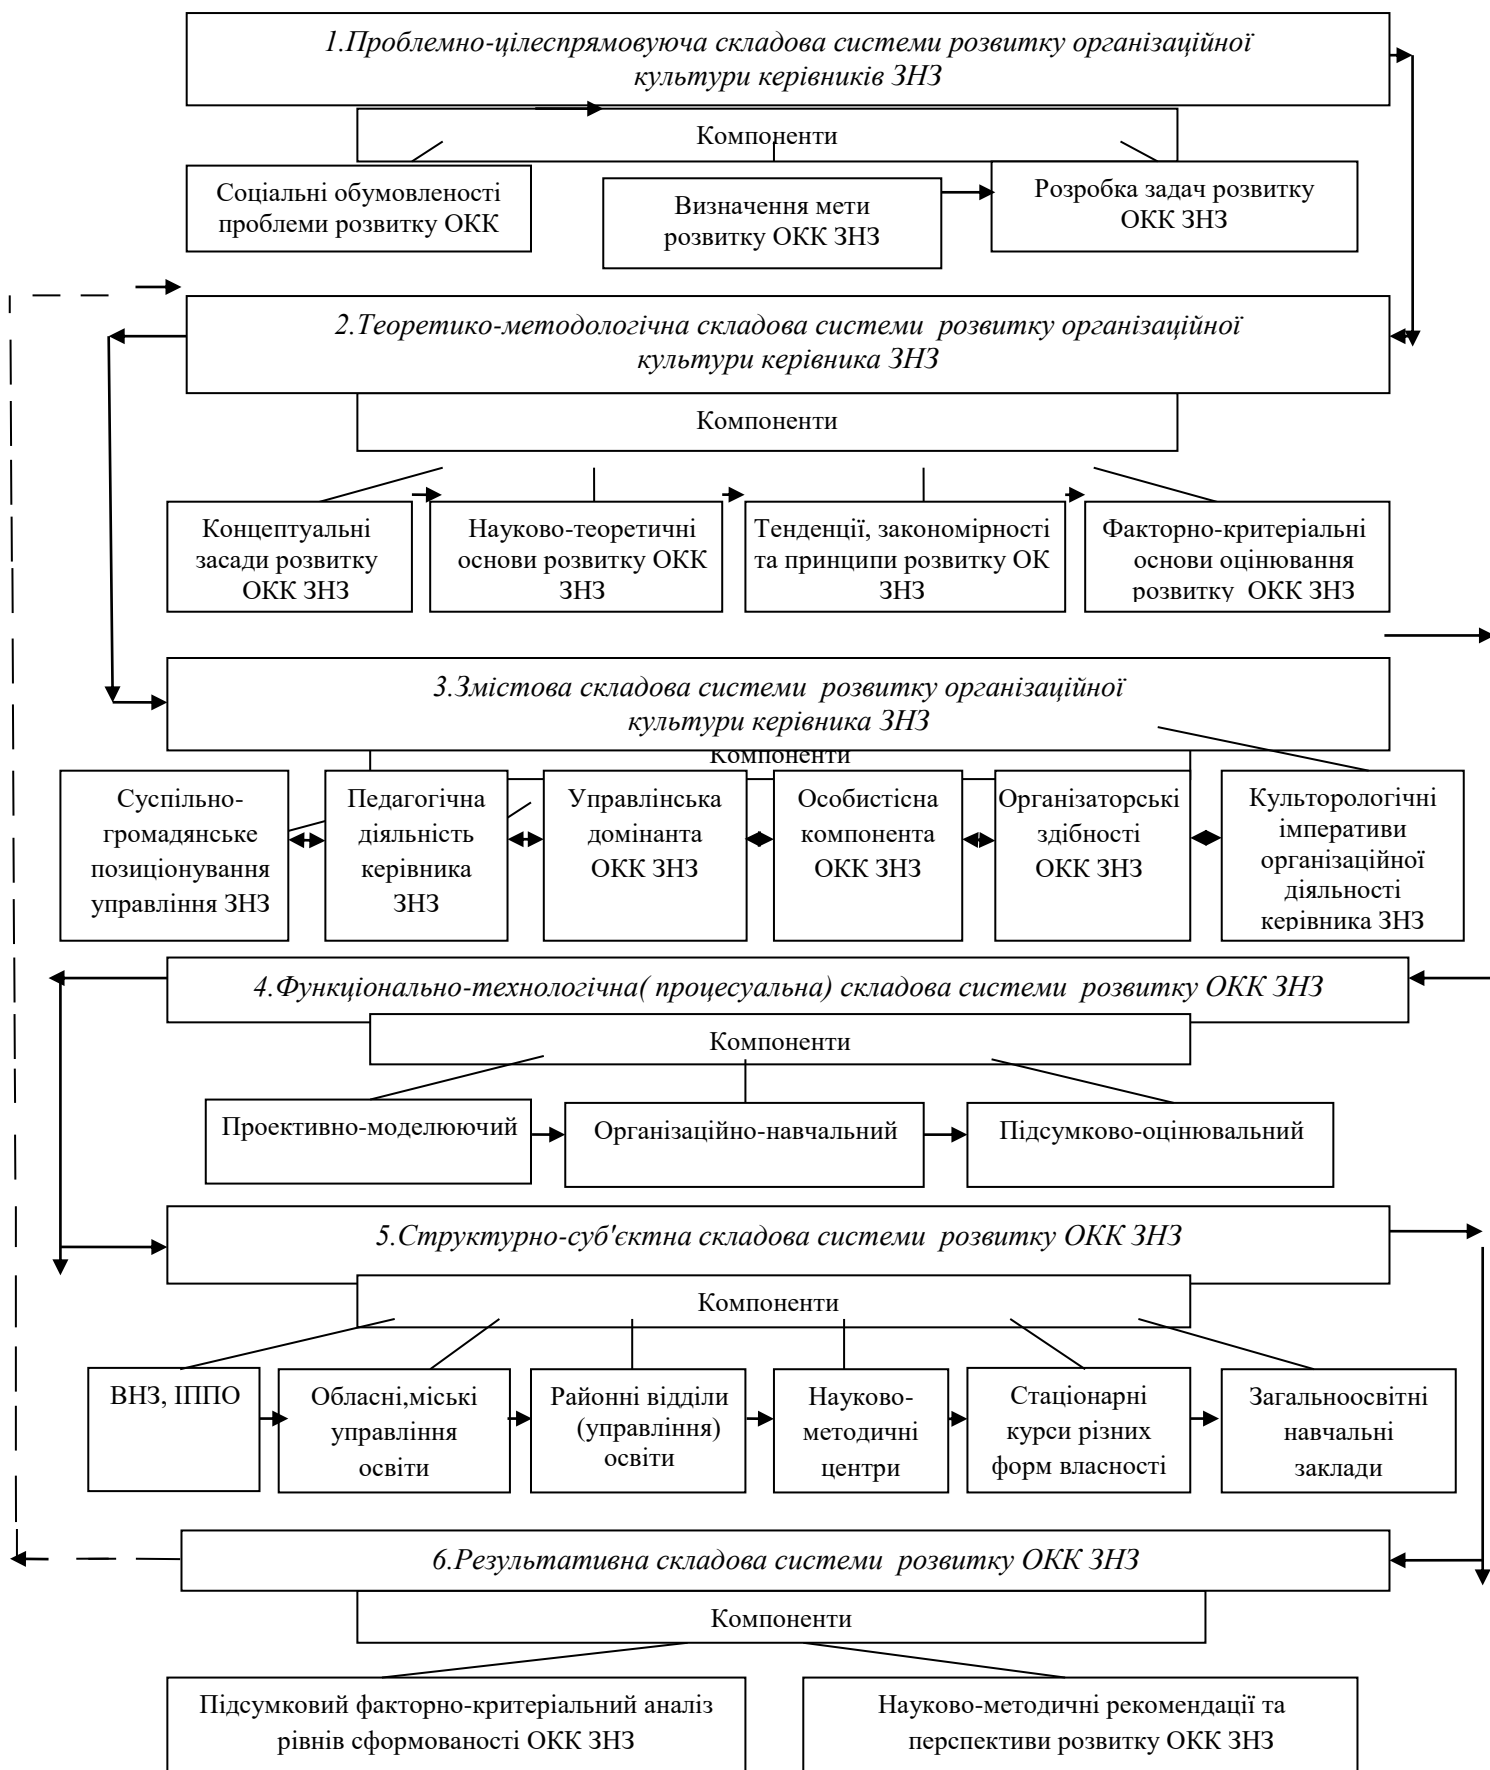 1.Проблемно-цілеспрямовуюча складова системи розвитку організаційної
культури керівників ЗНЗ
Компоненти
Соціальні обумовленості
проблеми розвитку ОКК
Визначення мети
розвитку ОКК ЗНЗ
Розробка задач розвитку
ОКК ЗНЗ
2.Теоретико-методологічна складова системи розвитку організаційної
культури керівника ЗНЗ
Компоненти
Концептуальні
засади розвитку
ОКК ЗНЗ
Науково-теоретичні
основи розвитку ОКК
ЗНЗ
Тенденції, закономірності
та принципи розвитку ОК
ЗНЗ
Факторно-критеріальні
основи оцінювання
розвитку ОКК ЗНЗ
3.Змістова складова системи розвитку організаційної
культури керівника ЗНЗ
Компоненти
Суспільно-
громадянське
позиціонування
управління ЗНЗ
Педагогічна
діяльність
керівника
ЗНЗ
Управлінська
домінанта
ОКК ЗНЗ
Особистісна
компонента
ОКК ЗНЗ
Організаторські
здібності
ОКК ЗНЗ
Культорологічні
імперативи
організаційної
діяльності
керівника ЗНЗ
4.Функціонально-технологічна( процесуальна) складова системи розвитку ОКК ЗНЗ
Компоненти
Проективно-моделюючий
Організаційно-навчальний
Підсумково-оцінювальний
5.Структурно-суб'єктна складова системи розвитку ОКК ЗНЗ
Компоненти
ВНЗ, ІППО
Обласні,міські
управління
освіти
Районні відділи
(управління)
освіти
Науково-
методичні
центри
Стаціонарні
курси різних
форм власності
Загальноосвітні
навчальні
заклади
6.Результативна складова системи розвитку ОКК ЗНЗ
Компоненти
Підсумковий факторно-критеріальний аналіз
рівнів сформованості ОКК ЗНЗ
Науково-методичні рекомендації та
перспективи розвитку ОКК ЗНЗ